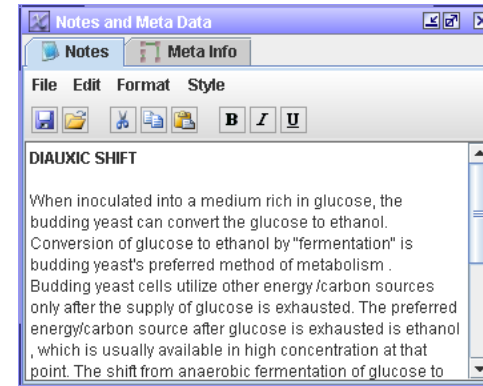 Notes and Meta Data
Notes Meta Info
File Edit Format Style
B I U
DIAUXIC SHIFT
When inoculated into a medium rich in glucose, the
budding yeast can convert the glucose to ethanol.
Conversion of glucose to ethanol by "fermentation" is
budding yeast's preferred method of metabolism .
Budding yeast cells utilize other energy /carbon sources
only after the supply of glucose is exhausted. The preferred
energy/carbon source after glucose is exhausted is ethanol
, which is usually available in high concentration at that
point. The shift from anaerobic fermentation of glucose to